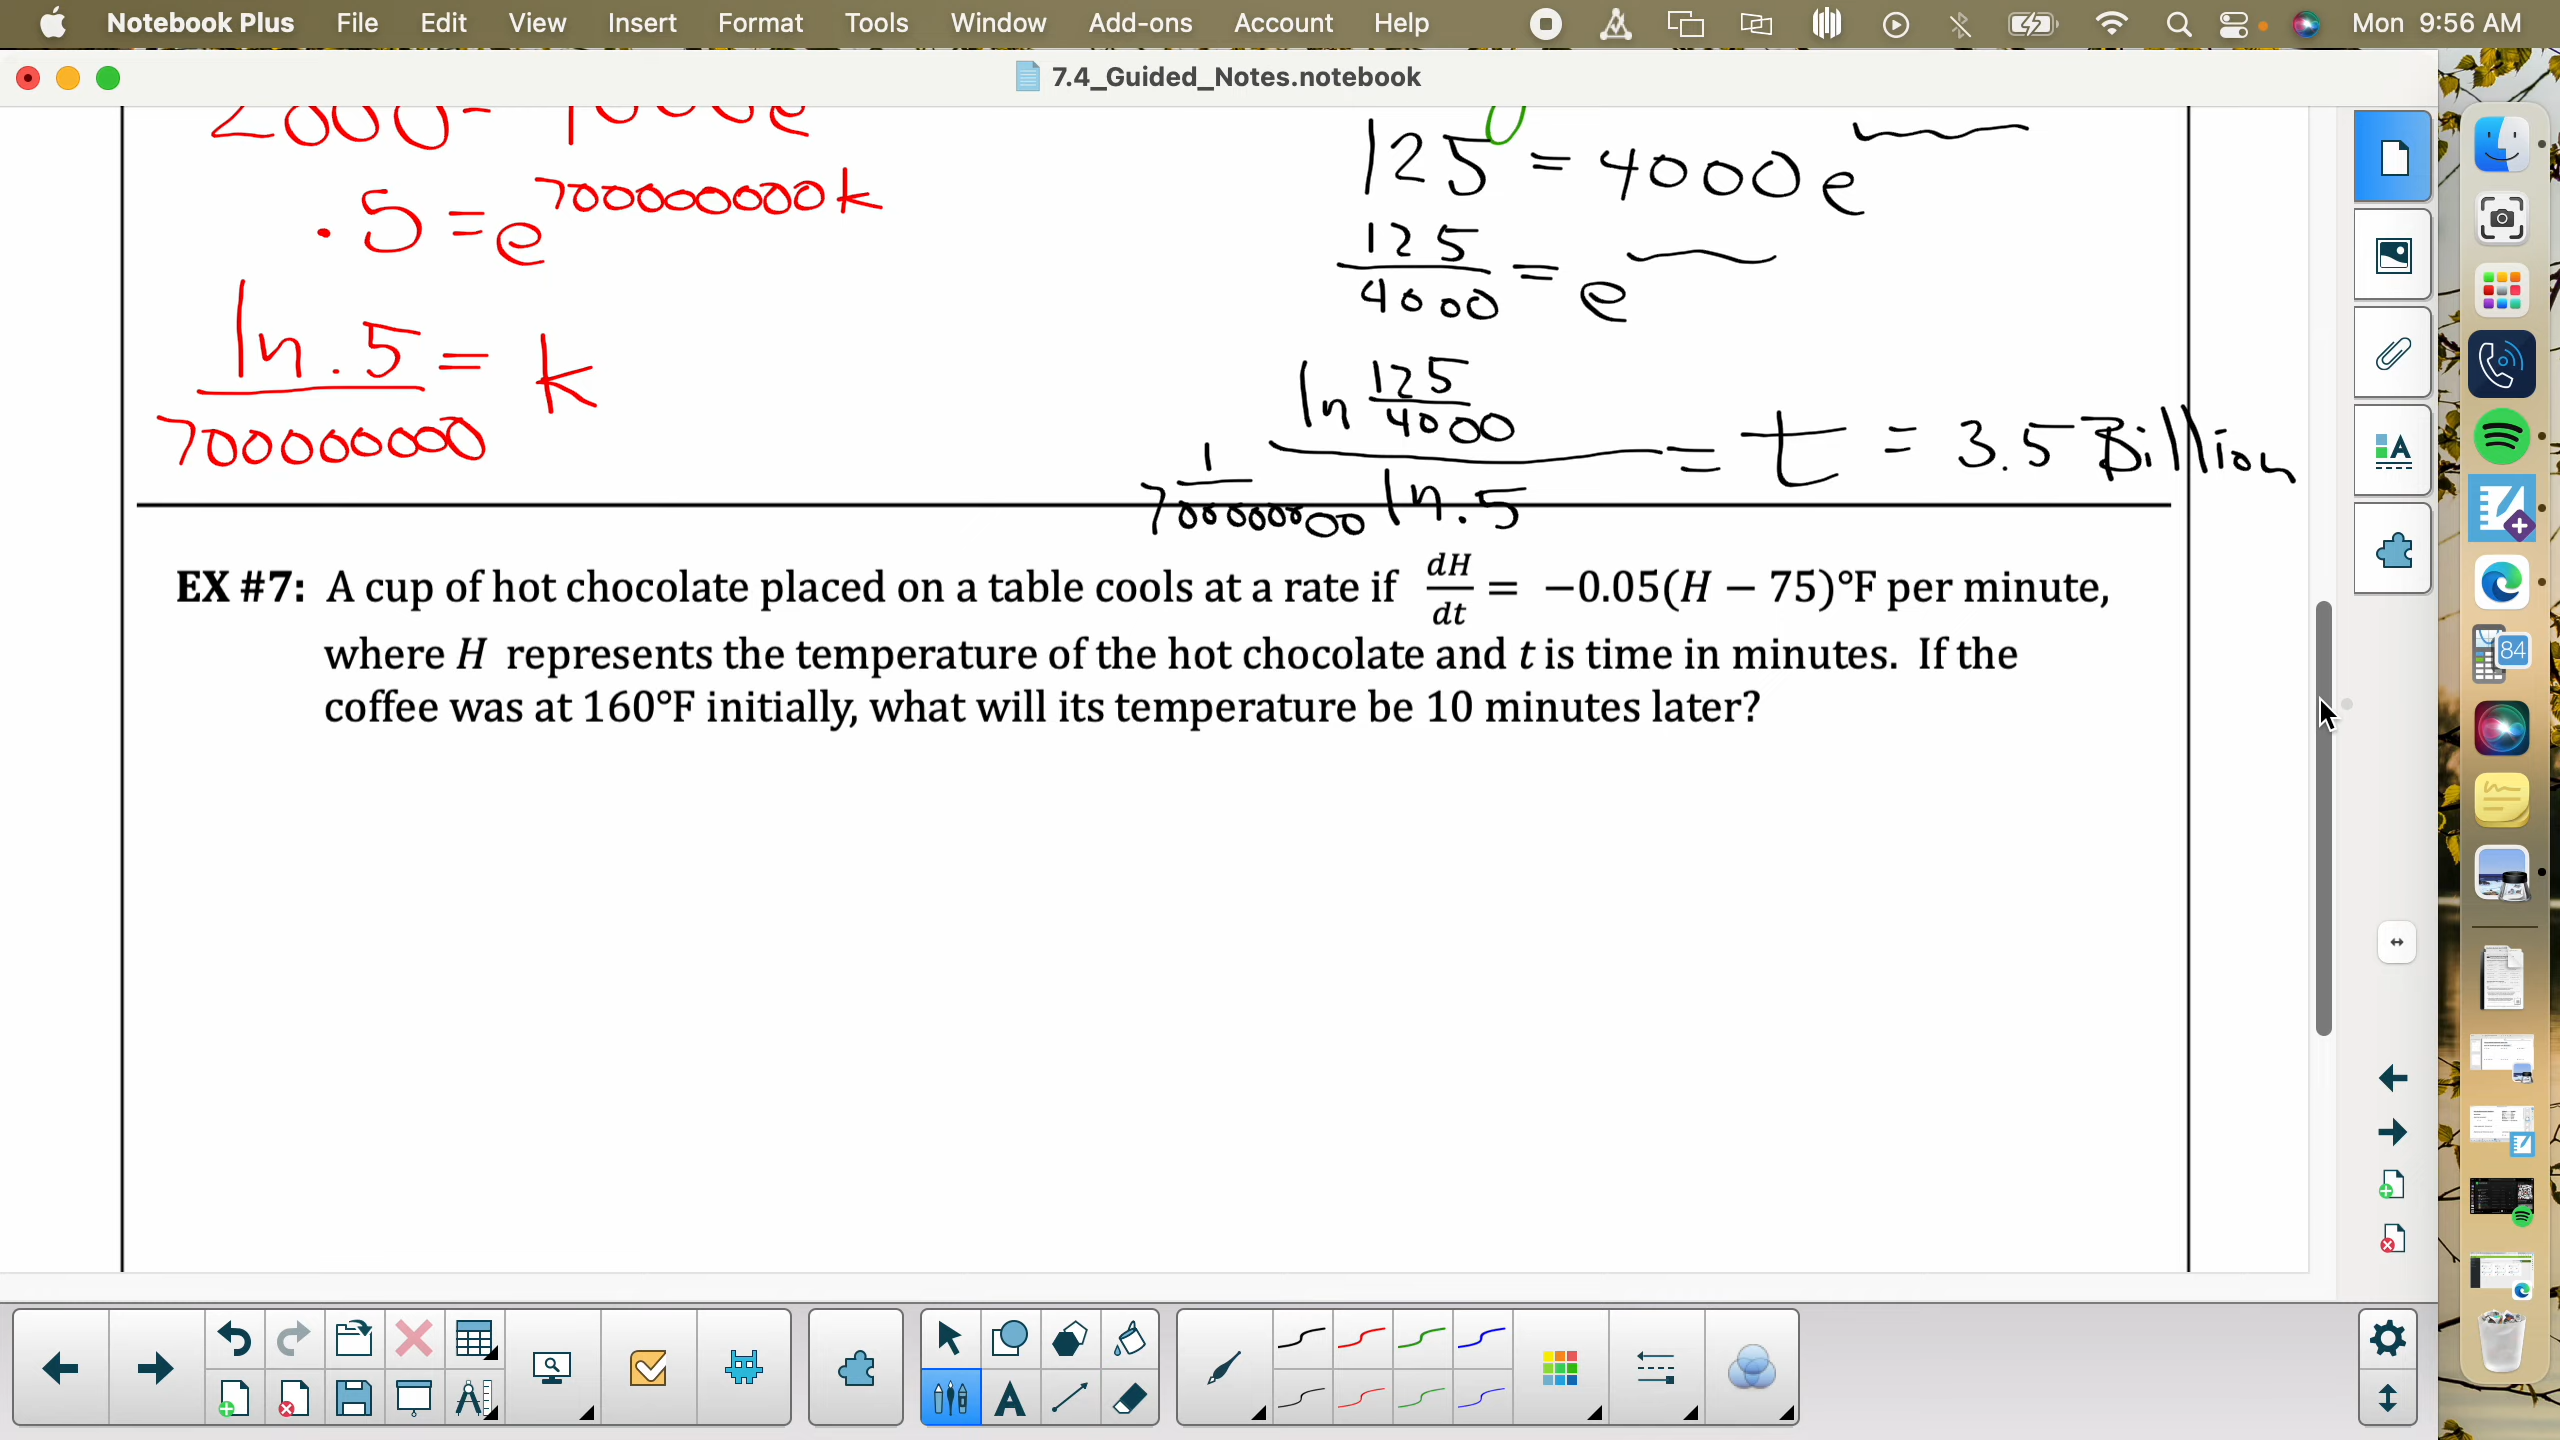 Notebook Plus File Edit View Insert Format Tools Window Add-ons Account Help Mon 9:56 AM
7.4_Guided_Notes.notebook
125 = 4000e
.5 = e^700000000k
125/4000 = e
ln .5/700000000 = k
ln 125/4000 / (1/700000000 ln .5) = t = 3.5 Billion
EX #7: A cup of hot chocolate placed on a table cools at a rate if dH/dt = −0.05(H − 75)°F per minute,
where H represents the temperature of the hot chocolate and t is time in minutes. If the
coffee was at 160°F initially, what will its temperature be 10 minutes later?
84